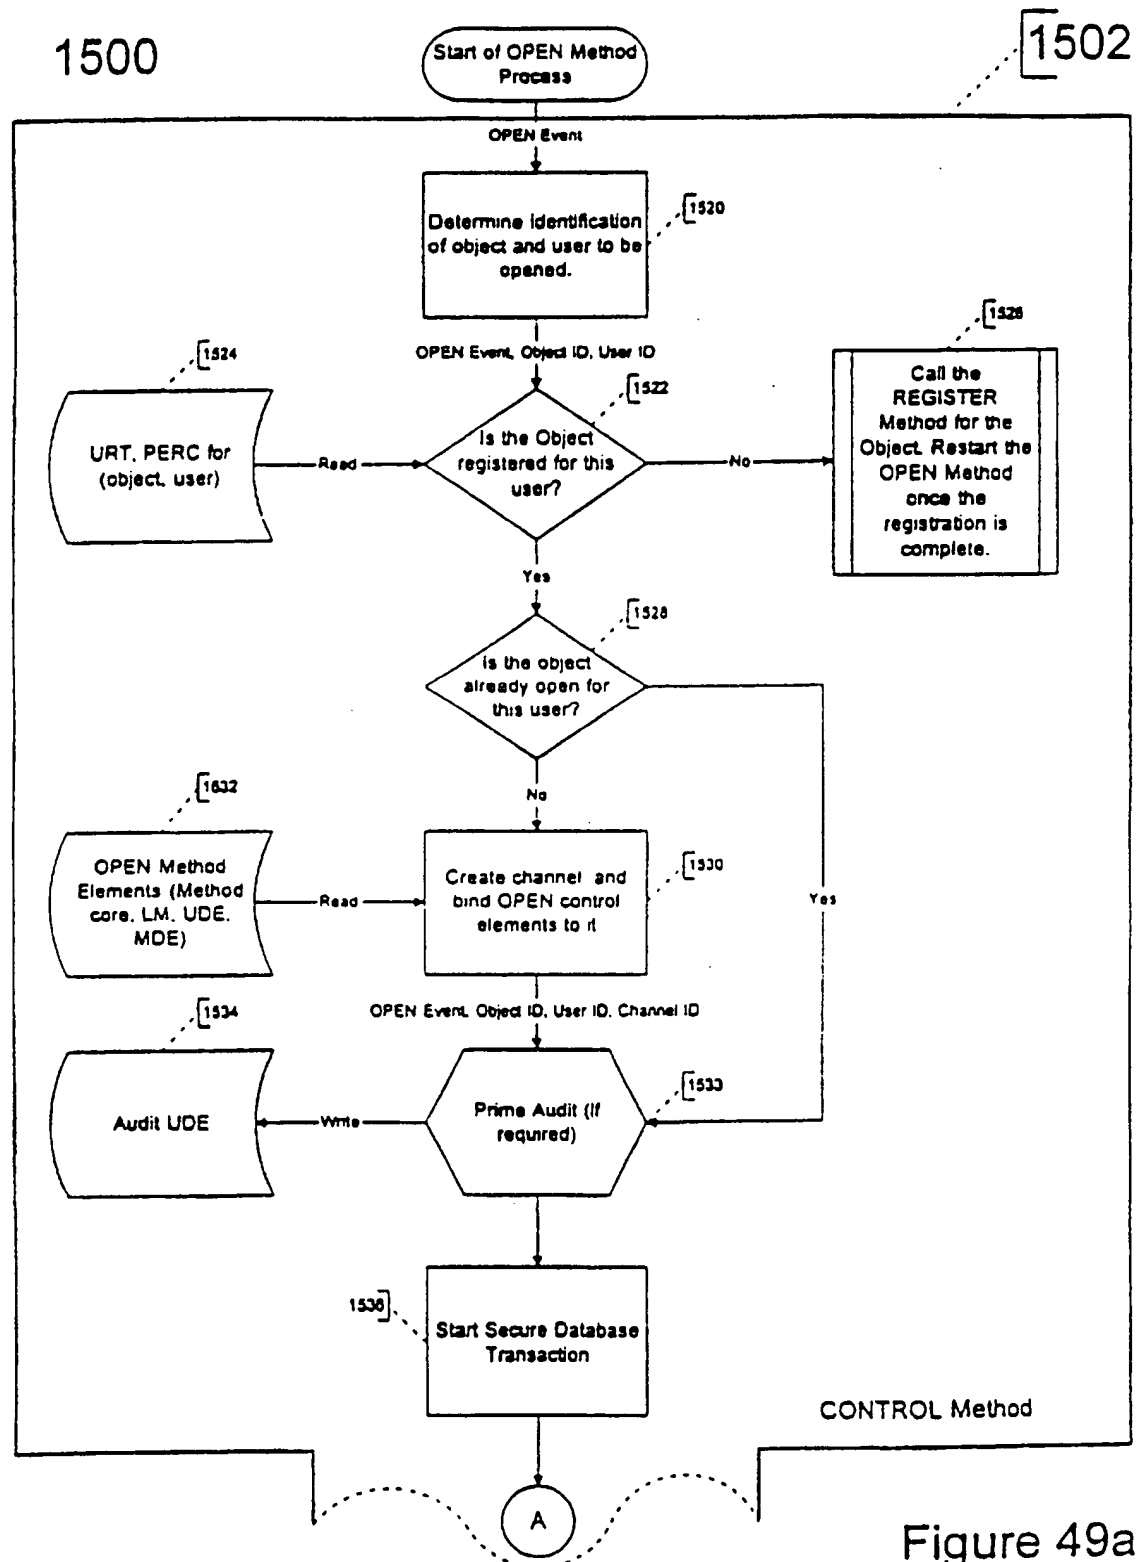 1500
1502
Start of OPEN Method
Process
OPEN Event
Determine Identification
of object and user to be
opened.
1520
OPEN Event, Object ID, User ID
1526
1524
1522
Call the
REGISTER
Method for the
Object. Restart the
OPEN Method
once the
registration is
complete.
URT, PERC for
(object, user)
Read
Is the Object
registered for this
user?
No
Yes
1528
Is the object
already open for
this user?
No
1632
OPEN Method
Elements (Method
core, LM, UDE,
MDE)
Read
Create channel and
bind OPEN control
elements to it
1530
Yes
OPEN Event, Object ID, User ID, Channel ID
1534
1533
Audit UDE
Write
Prime Audit (If
required)
1536
Start Secure Database
Transaction
CONTROL Method
A
Figure 49a